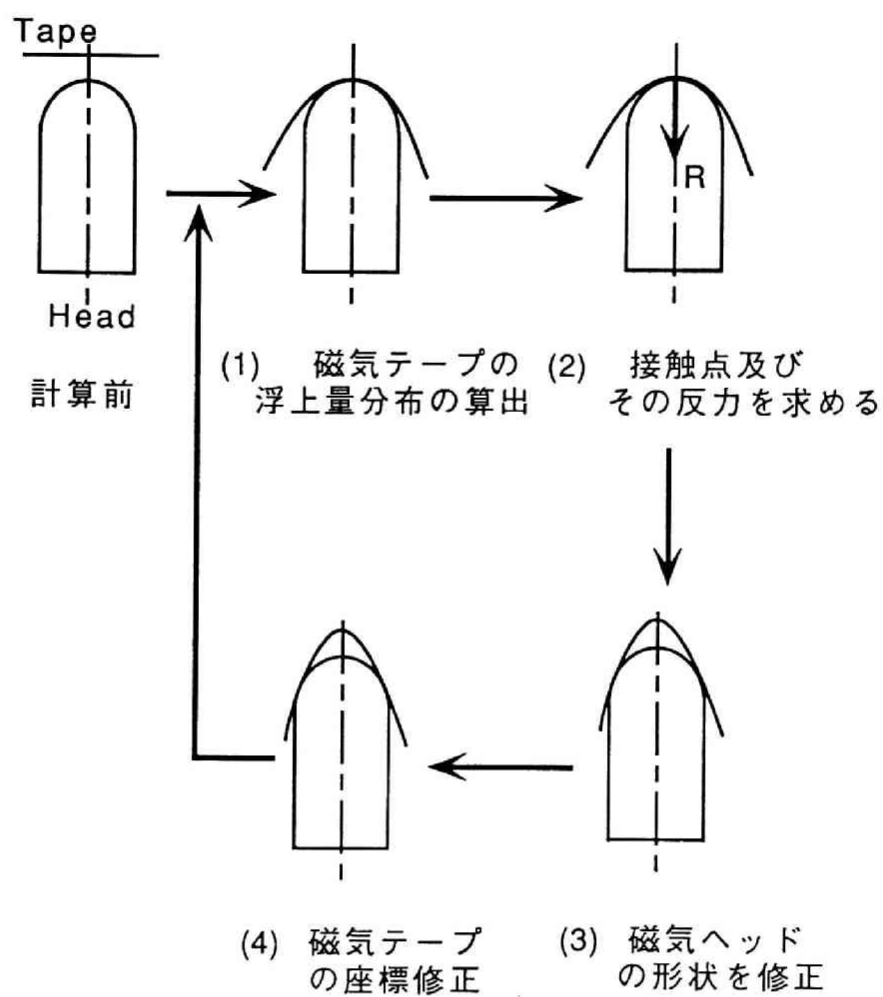 Tape
Head
計算前
(1) 磁気テープの
浮上量分布の算出
R
(2) 接触点及び
その反力を求める
(4) 磁気テープ
の座標修正
(3) 磁気ヘッド
の形状を修正